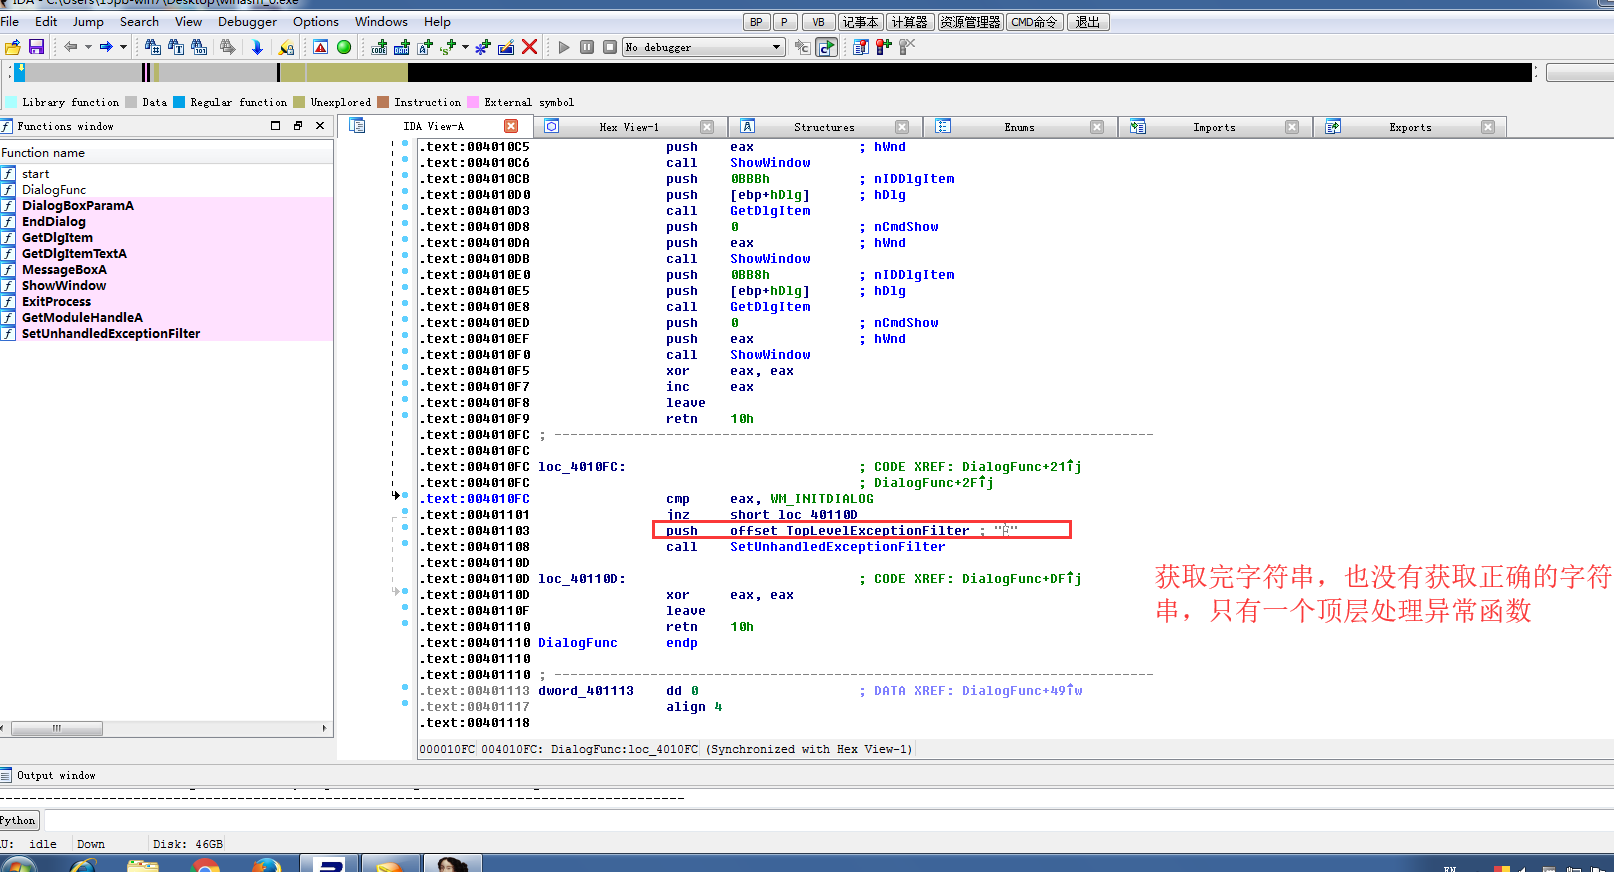 IDA - C:\Users\15pb-win7\Desktop\winasm_0.exe
File Edit Jump Search View Debugger Options Windows Help BP P VB 记事本 计算器 资源管理器 CMD命令 退出
No debugger
Library function Data Regular function Unexplored Instruction External symbol
Functions window
IDA View-A Hex View-1 Structures Enums Imports Exports
Function name
start
DialogFunc
DialogBoxParamA
EndDialog
GetDlgItem
GetDlgItemTextA
MessageBoxA
ShowWindow
ExitProcess
GetModuleHandleA
SetUnhandledExceptionFilter
.text:004010C5 push eax ; hWnd
.text:004010C6 call ShowWindow
.text:004010CB push 0BBBh ; nIDDlgItem
.text:004010D0 push [ebp+hDlg] ; hDlg
.text:004010D3 call GetDlgItem
.text:004010D8 push 0 ; nCmdShow
.text:004010DA push eax ; hWnd
.text:004010DB call ShowWindow
.text:004010E0 push 0BB8h ; nIDDlgItem
.text:004010E5 push [ebp+hDlg] ; hDlg
.text:004010E8 call GetDlgItem
.text:004010ED push 0 ; nCmdShow
.text:004010EF push eax ; hWnd
.text:004010F0 call ShowWindow
.text:004010F5 xor eax, eax
.text:004010F7 inc eax
.text:004010F8 leave
.text:004010F9 retn 10h
.text:004010FC ; ---------------------------------------------------------------------------
.text:004010FC
.text:004010FC loc_4010FC: ; CODE XREF: DialogFunc+21↑j
.text:004010FC ; DialogFunc+2F↑j
.text:004010FC cmp eax, WM_INITDIALOG
.text:00401101 jnz short loc_40110D
.text:00401103 push offset TopLevelExceptionFilter ;
.text:00401108 call SetUnhandledExceptionFilter
.text:0040110D
.text:0040110D loc_40110D: ; CODE XREF: DialogFunc+DF↑j
.text:0040110D xor eax, eax
.text:0040110F leave
.text:00401110 retn 10h
.text:00401110 DialogFunc endp
.text:00401110
.text:00401110 ; ---------------------------------------------------------------------------
.text:00401113 dword_401113 dd 0 ; DATA XREF: DialogFunc+49↑w
.text:00401117 align 4
.text:00401118
获取完字符串，也没有获取正确的字符
串，只有一个顶层处理异常函数
000010FC 004010FC: DialogFunc:loc_4010FC (Synchronized with Hex View-1)
Output window
Python
AU: idle Down Disk: 46GB
EN